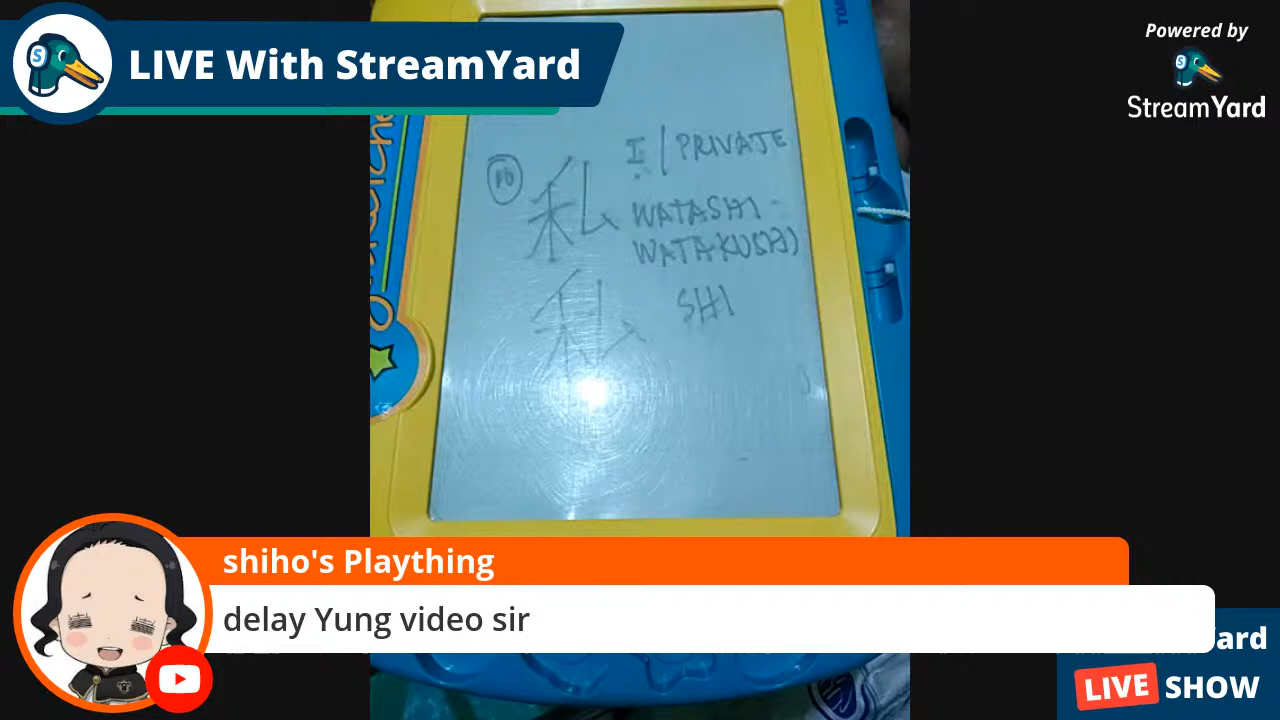 LIVE With StreamYard
Powered by
StreamYard
10
私
I / PRIVATE
WATASHI
WATAKUSHI
私
SHI
shiho's Plaything
delay Yung video sir
LIVE SHOW